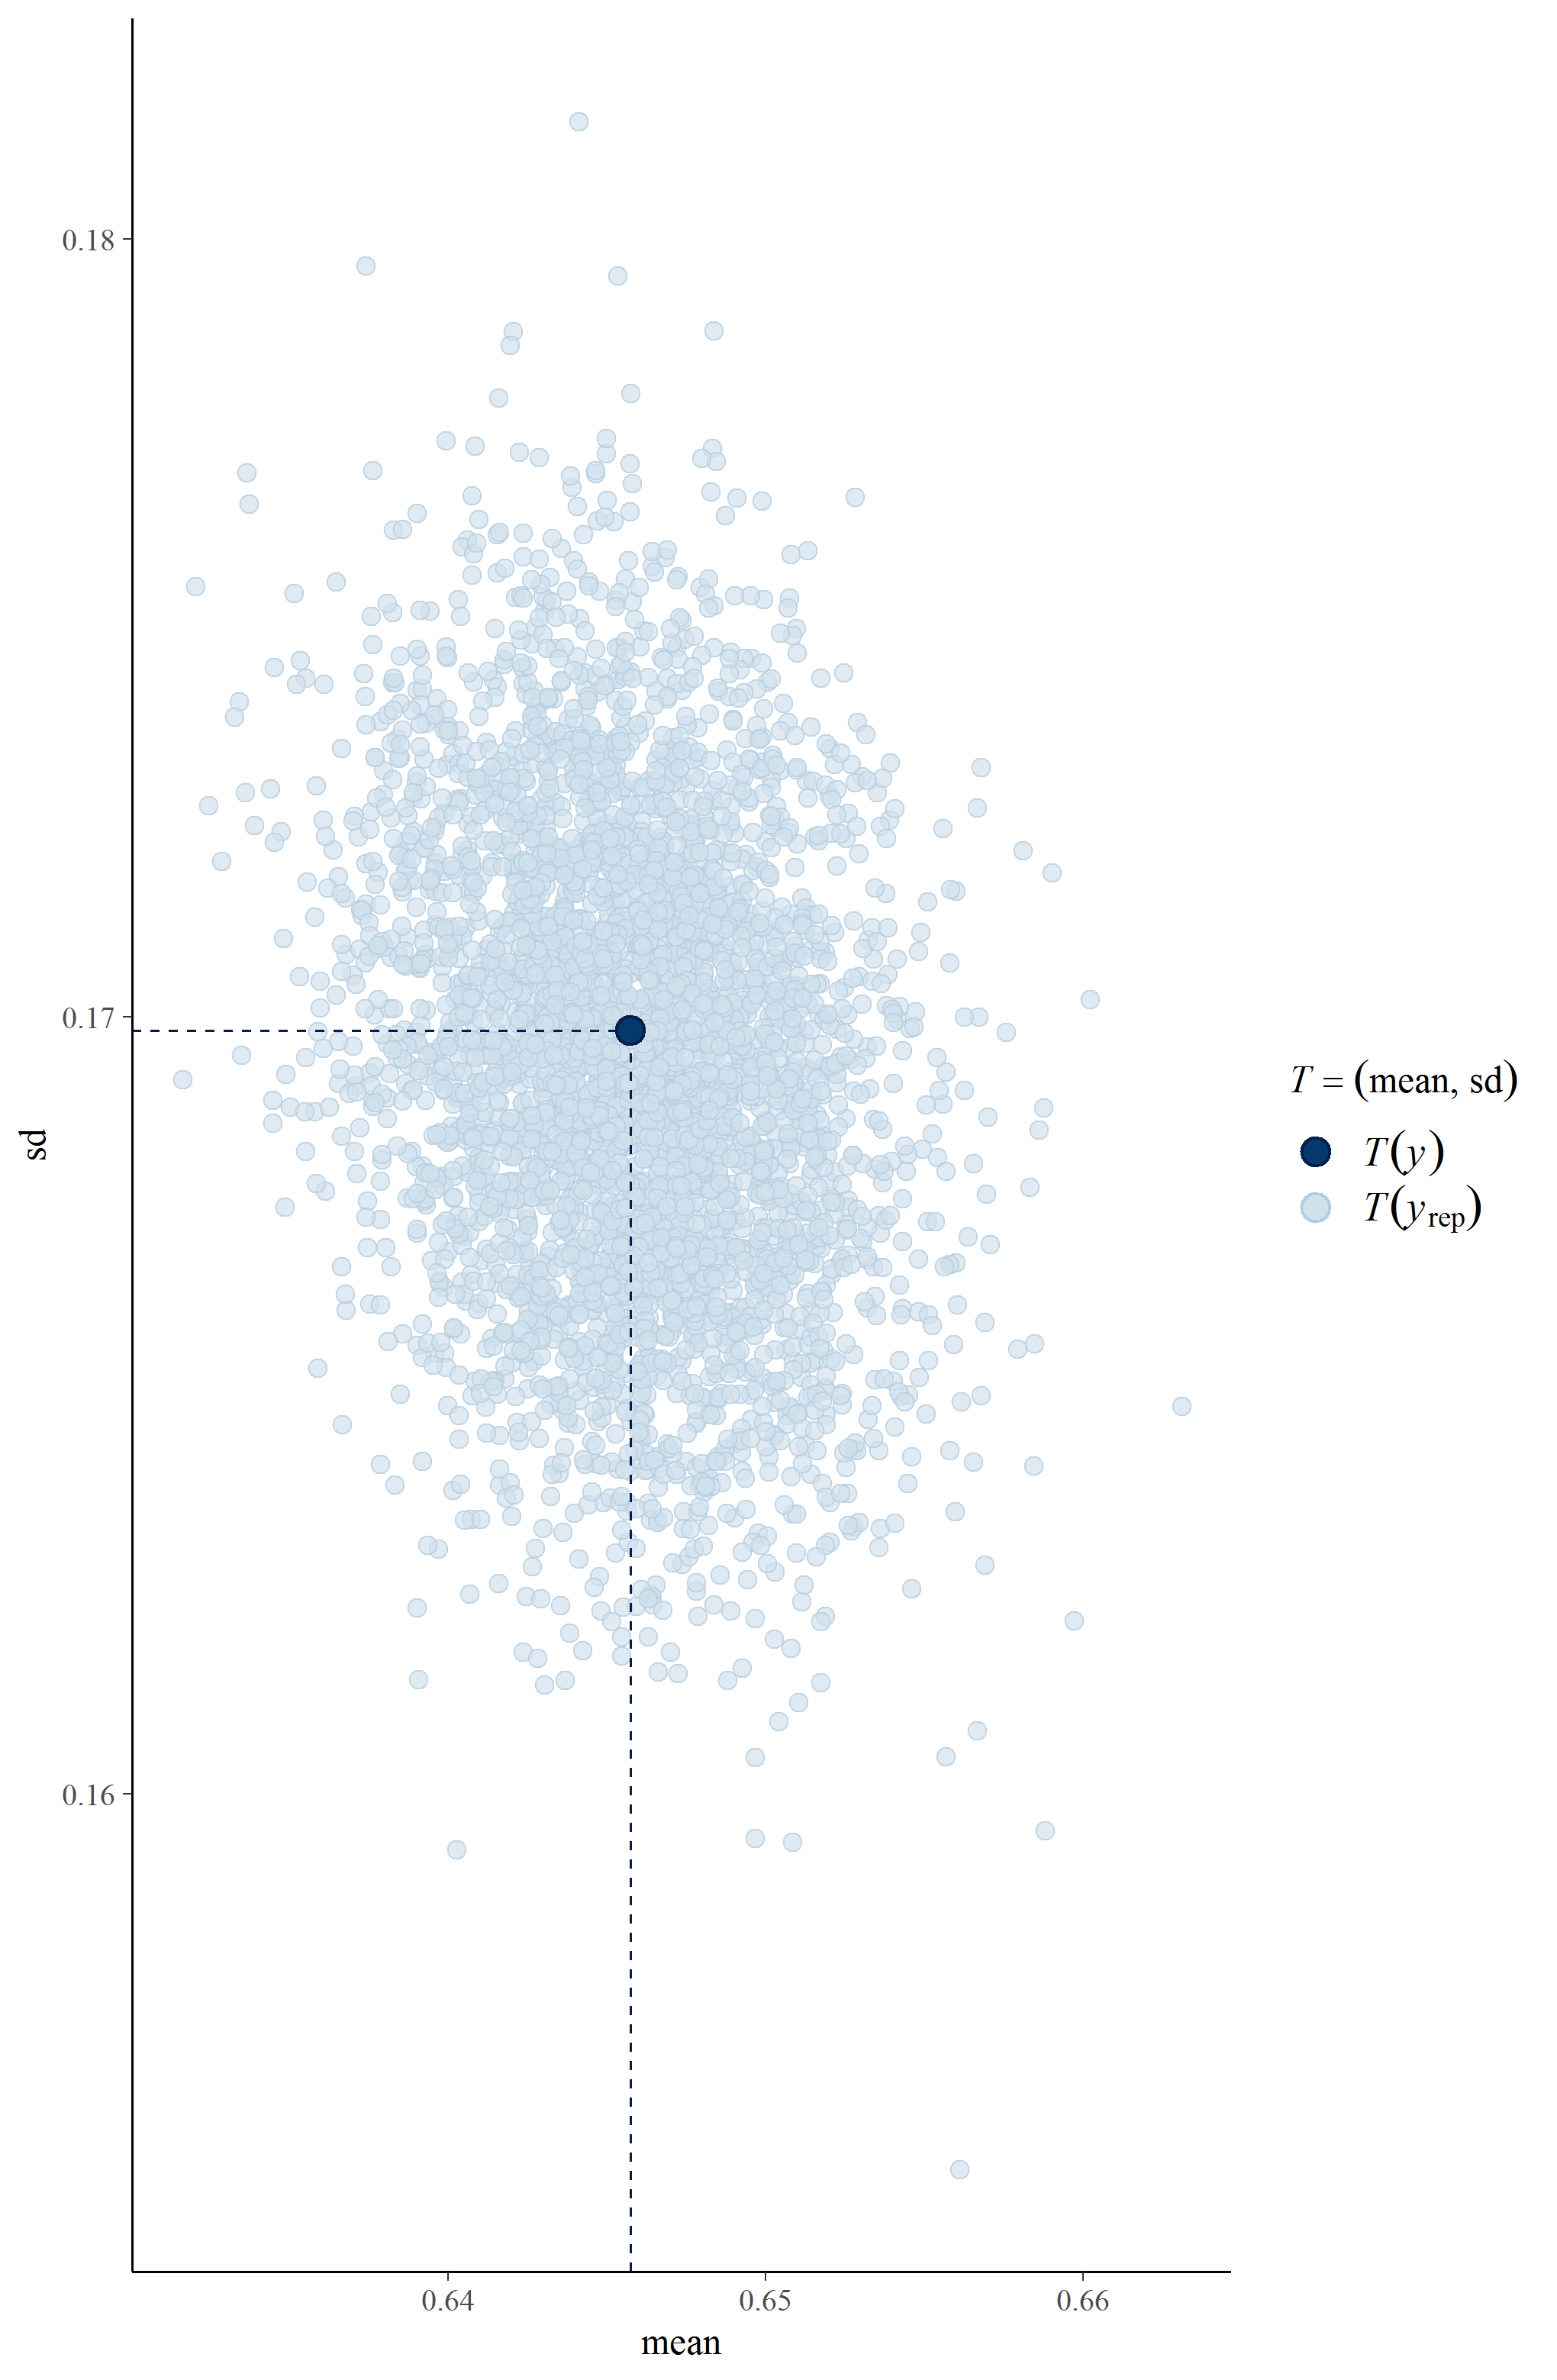 0.18
0.17
0.16
sd
0.64 0.65 0.66
mean
T = (mean, sd)
T(y)
T(yrep)